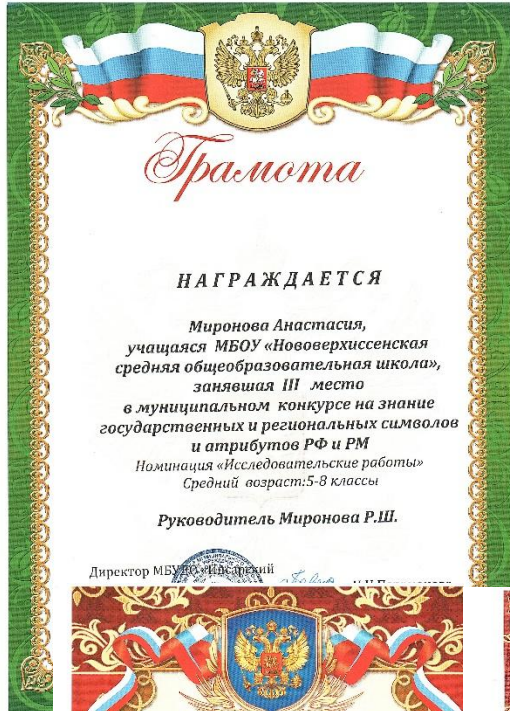 Грамота
НАГРАЖДАЕТСЯ
Миронова Анастасия,
учащаяся МБОУ «Нововерхиссенская
средняя общеобразовательная школа»,
занявшая III место
в муниципальном конкурсе на знание
государственных и региональных символов
и атрибутов РФ и РМ
Номинация «Исследовательские работы»
Средний возраст:5-8 классы
Руководитель Миронова Р.Ш.
Директор «Инсарский